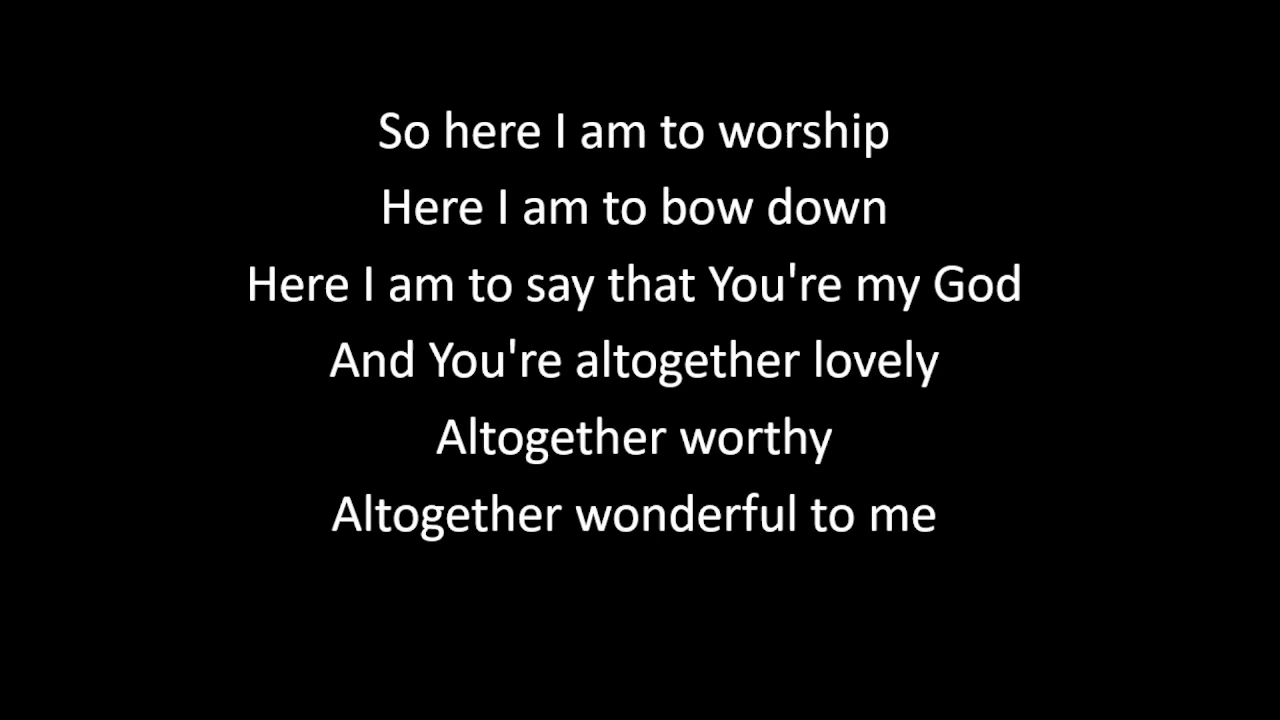 So here I am to worship
Here I am to bow down
Here I am to say that You're my God
And You're altogether lovely
Altogether worthy
Altogether wonderful to me